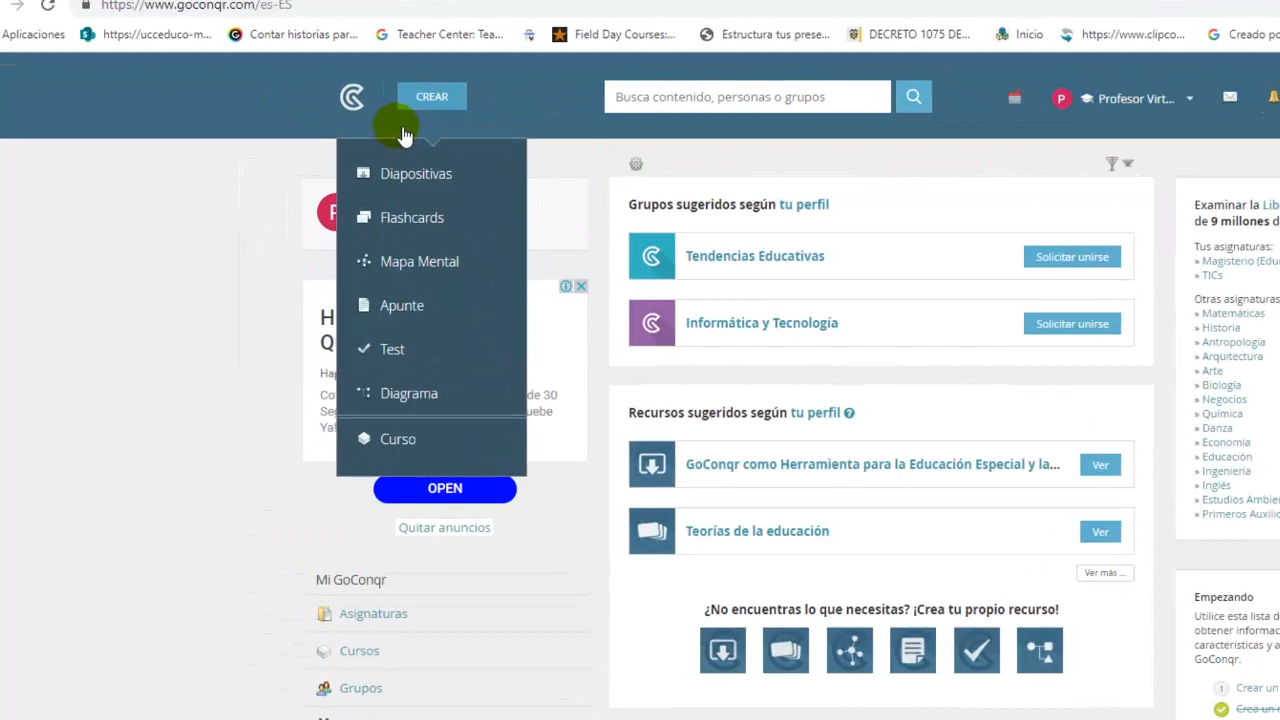 https://www.goconqr.com/es-ES
Aplicaciones
https://ucceduco-m...
Contar historias par...
Teacher Center: Tea...
Field Day Courses:...
Estructura tus prese...
DECRETO 1075 DE...
Inicio
https://www.clipco...
Creado po
CREAR
Busca contenido, personas o grupos
P
Profesor Virt...
Diapositivas
Flashcards
Mapa Mental
Apunte
Test
Diagrama
Curso
OPEN
Quitar anuncios
Mi GoConqr
Asignaturas
Cursos
Grupos
Grupos sugeridos según tu perfil
Tendencias Educativas
Solicitar unirse
Informática y Tecnología
Solicitar unirse
Recursos sugeridos según tu perfil
GoConqr como Herramienta para la Educación Especial y la...
Ver
Teorías de la educación
Ver
Ver más ...
¿No encuentras lo que necesitas? ¡Crea tu propio recurso!
Examinar la Lib
de 9 millones de
Tus asignaturas:
» Magisterio (Edu
» TICs
Otras asignaturas
» Matemáticas
» Historia
» Antropología
» Arquitectura
» Arte
» Biología
» Negocios
» Química
» Danza
» Economía
» Educación
» Ingeniería
» Inglés
» Estudios Ambie
» Primeros Auxilio
Empezando
Utilice esta lista d
obtener informac
características y a
GoConqr.
1 Crear un
Crea un r